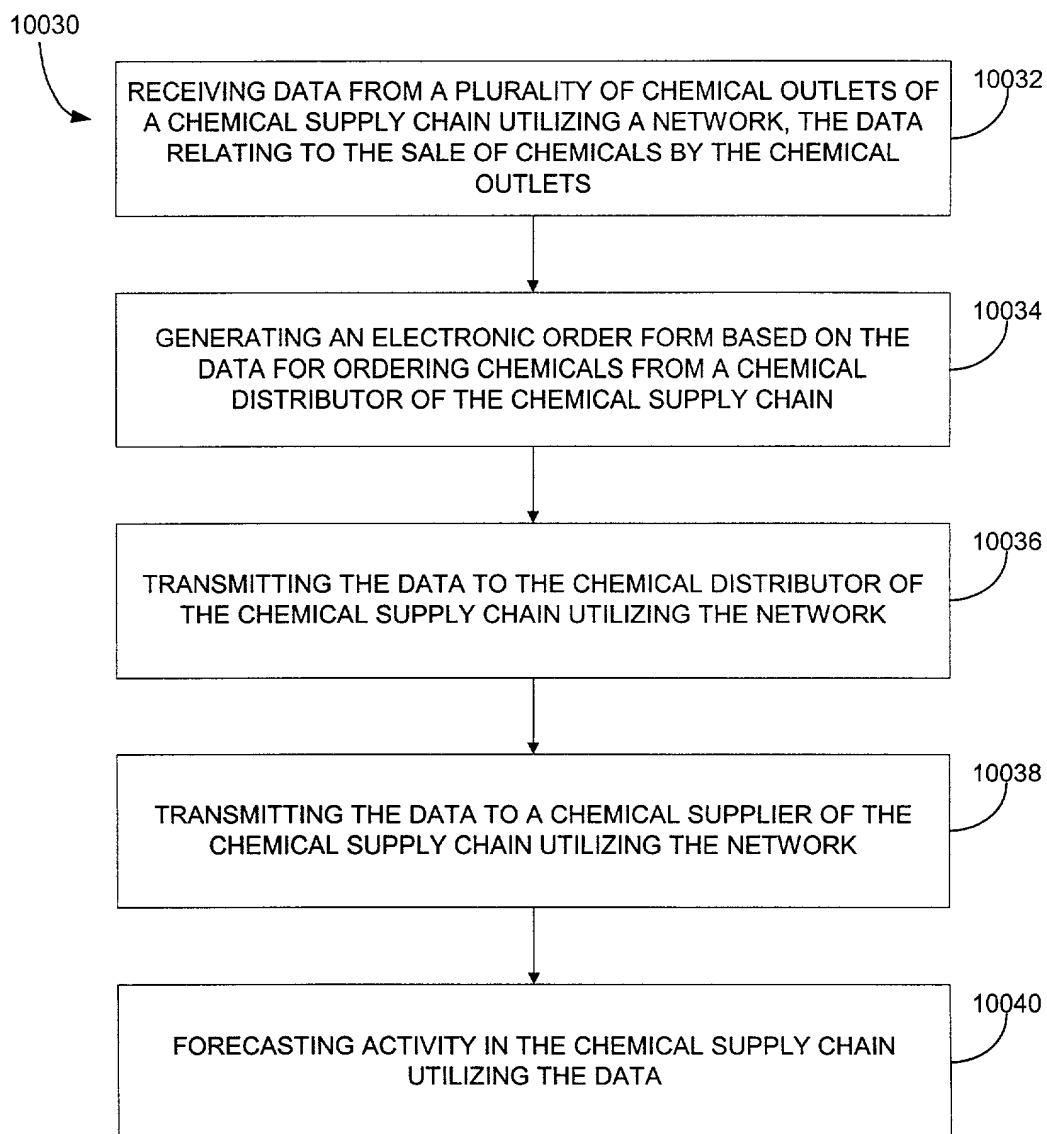 10030
RECEIVING DATA FROM A PLURALITY OF CHEMICAL OUTLETS OF
A CHEMICAL SUPPLY CHAIN UTILIZING A NETWORK, THE DATA
RELATING TO THE SALE OF CHEMICALS BY THE CHEMICAL
OUTLETS
10032
GENERATING AN ELECTRONIC ORDER FORM BASED ON THE
DATA FOR ORDERING CHEMICALS FROM A CHEMICAL
DISTRIBUTOR OF THE CHEMICAL SUPPLY CHAIN
10034
TRANSMITTING THE DATA TO THE CHEMICAL DISTRIBUTOR OF
THE CHEMICAL SUPPLY CHAIN UTILIZING THE NETWORK
10036
TRANSMITTING THE DATA TO A CHEMICAL SUPPLIER OF THE
CHEMICAL SUPPLY CHAIN UTILIZING THE NETWORK
10038
FORECASTING ACTIVITY IN THE CHEMICAL SUPPLY CHAIN
UTILIZING THE DATA
10040